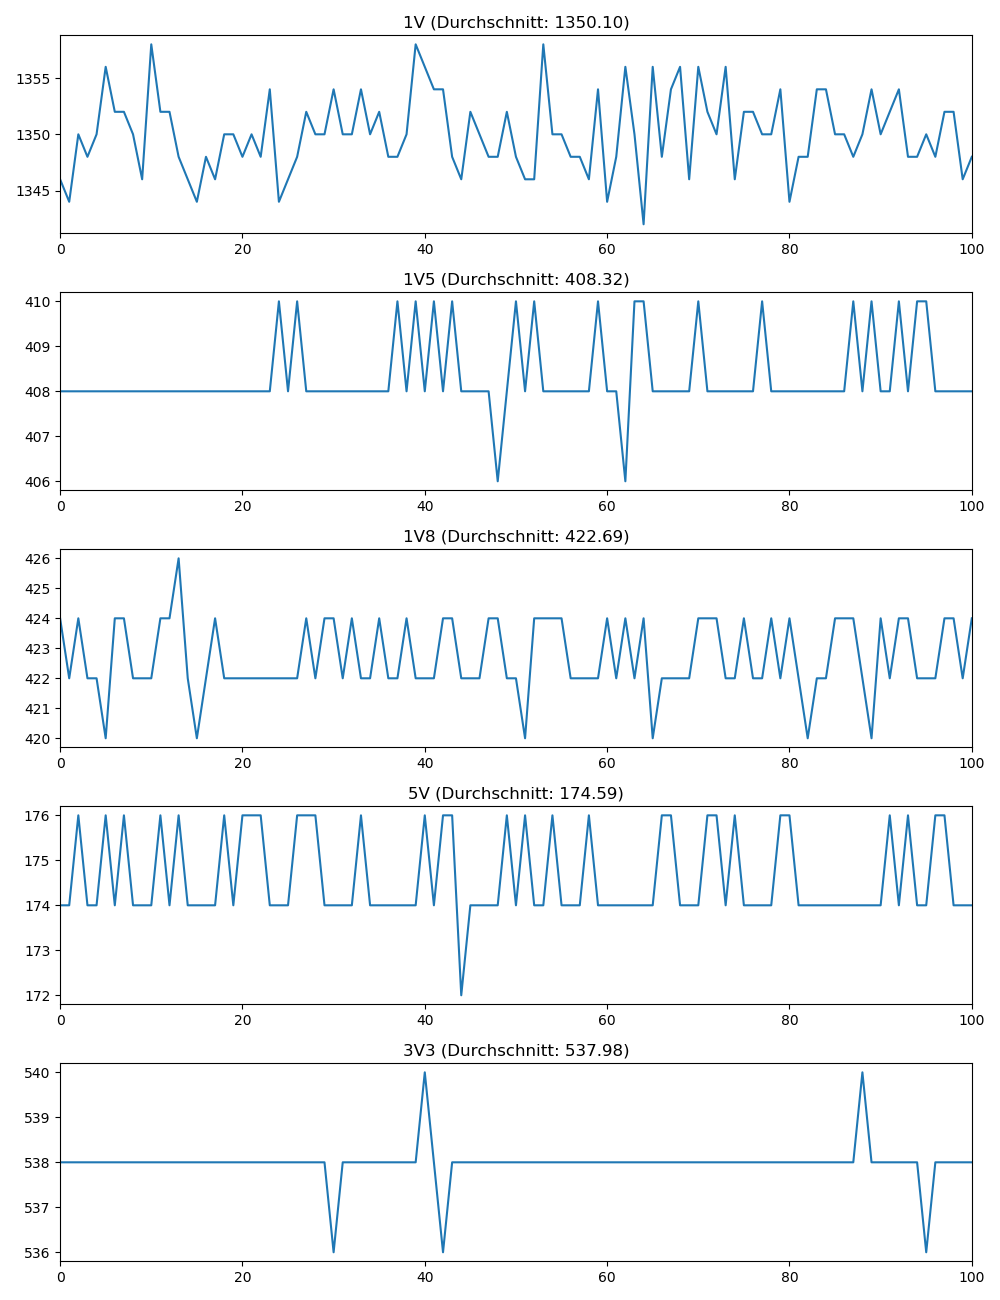 1V (Durchschnitt: 1350.10)
1355
1350
1345
0 20 40 60 80 100
1V5 (Durchschnitt: 408.32)
410
409
408
407
406
0 20 40 60 80 100
1V8 (Durchschnitt: 422.69)
426
425
424
423
422
421
420
0 20 40 60 80 100
5V (Durchschnitt: 174.59)
176
175
174
173
172
0 20 40 60 80 100
3V3 (Durchschnitt: 537.98)
540
539
538
537
536
0 20 40 60 80 100